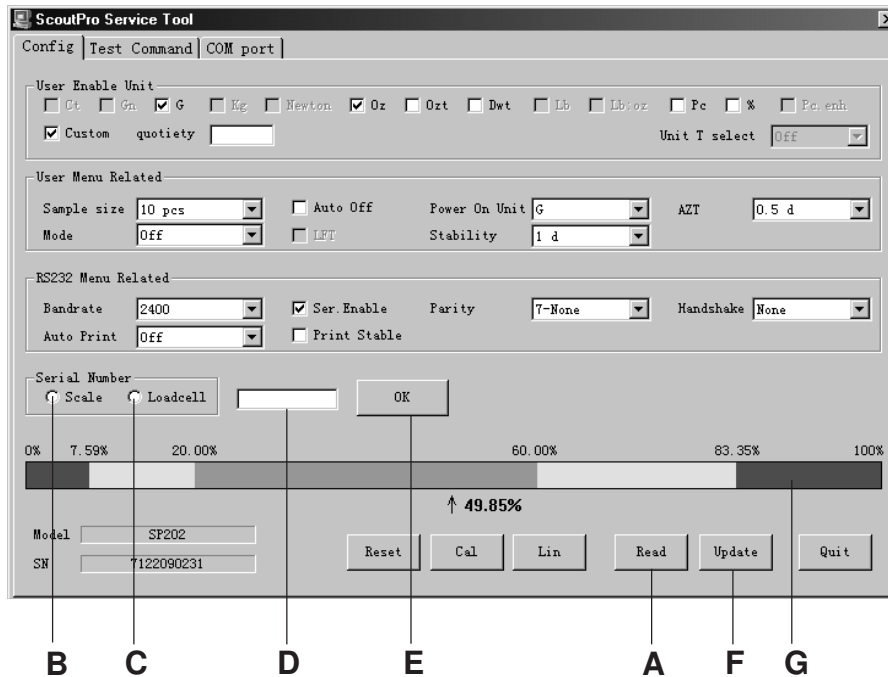 ScoutPro Service Tool
Config Test Command COM port
User Enable Unit
Ct Gn G Kg Newton Oz Ozt Dwt Lb Lb:oz Pc % Pc.enh
Custom quotiety Unit T select Off
User Menu Related
Sample size 10 pcs Auto Off Power On Unit G AZT 0.5 d
Mode Off LFT Stability 1 d
RS232 Menu Related
Bandrate 2400 Ser.Enable Parity 7-None Handshake None
Auto Print Off Print Stable
Serial Number
Scale Loadcell OK
0% 7.59% 20.00% 60.00% 83.35% 100%
49.85%
Model SP202
SN 7122090231
Reset Cal Lin Read Update Quit
B C D E A F G